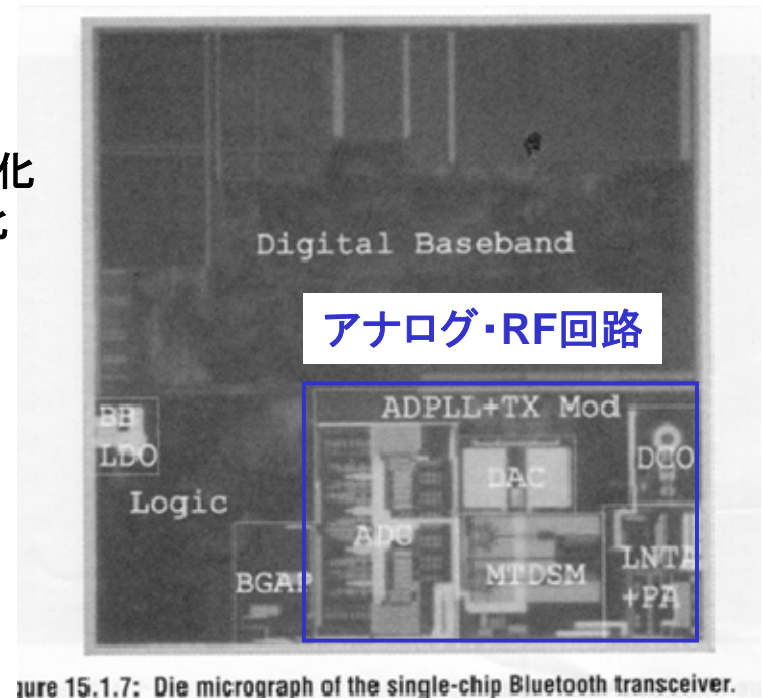 化
Digital Baseband
アナログ・RF回路
ADPLL+TX Mod
BB
LDO
DAC
DCO
Logic
ADC
BGAP
MTDSM
LNTA
+PA
ure 15.1.7: Die micrograph of the single-chip Bluetooth transceiver.